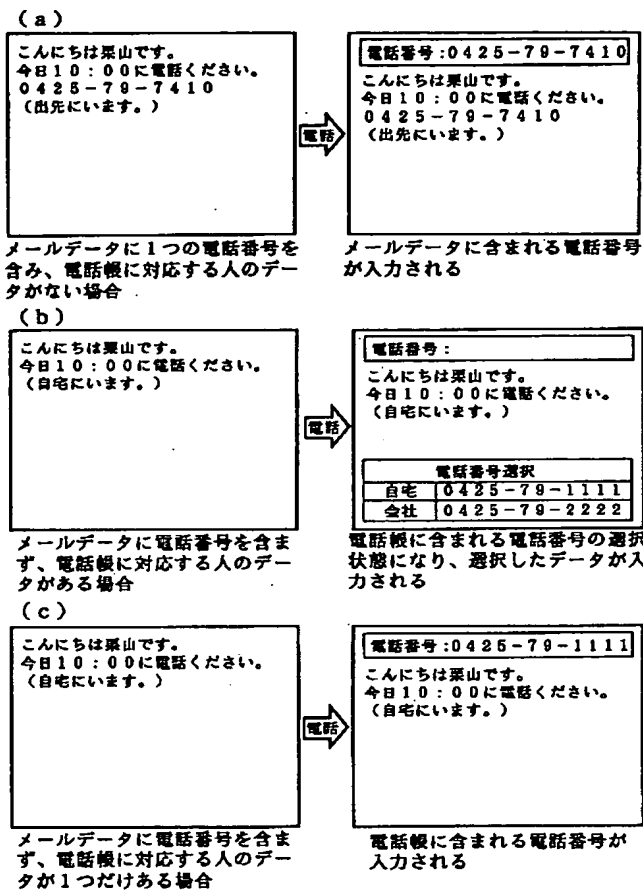 (a)
こんにちは栗山です。
今日10:00に電話ください。
0425-79-7410
(出先にいます。)
電話
電話番号:0425-79-7410
こんにちは栗山です。
今日10:00に電話ください。
0425-79-7410
(出先にいます。)
メールデータに1つの電話番号を
含み、電話帳に対応する人のデー
タがない場合
メールデータに含まれる電話番号
が入力される
(b)
こんにちは栗山です。
今日10:00に電話ください。
(自宅にいます。)
電話
電話番号:
こんにちは栗山です。
今日10:00に電話ください。
(自宅にいます。)
電話番号選択
自宅 0425-79-1111
会社 0425-79-2222
メールデータに電話番号を含ま
ず、電話帳に対応する人のデー
タがある場合
電話帳に含まれる電話番号の選択
状態になり、選択したデータが入
力される
(c)
こんにちは栗山です。
今日10:00に電話ください。
(自宅にいます。)
電話
電話番号:0425-79-1111
こんにちは栗山です。
今日10:00に電話ください。
(自宅にいます。)
メールデータに電話番号を含ま
ず、電話帳に対応する人のデー
タが1つだけある場合
電話帳に含まれる電話番号が
入力される